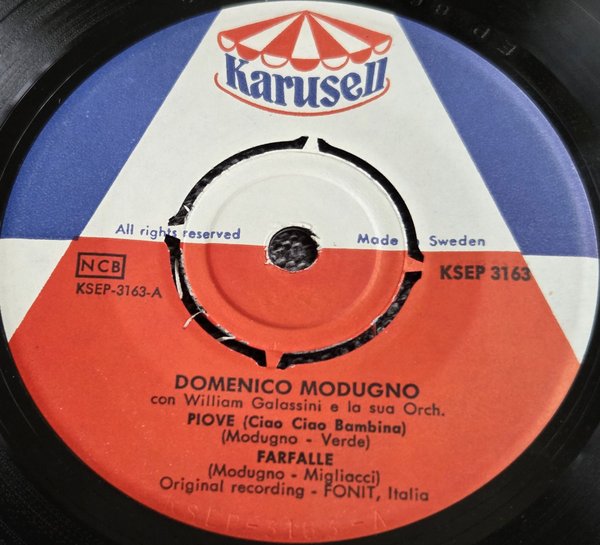 Karusell
All rights reserved
Made Sweden
NCB
KSEP-3163-A
KSEP 3163
DOMENICO MODUGNO
con William Galassini e la sua Orch.
PIOVE (Ciao Ciao Bambina)
(Modugno - Verde)
FARFALLE
(Modugno - Migliacci)
Original recording - FONIT, Italia